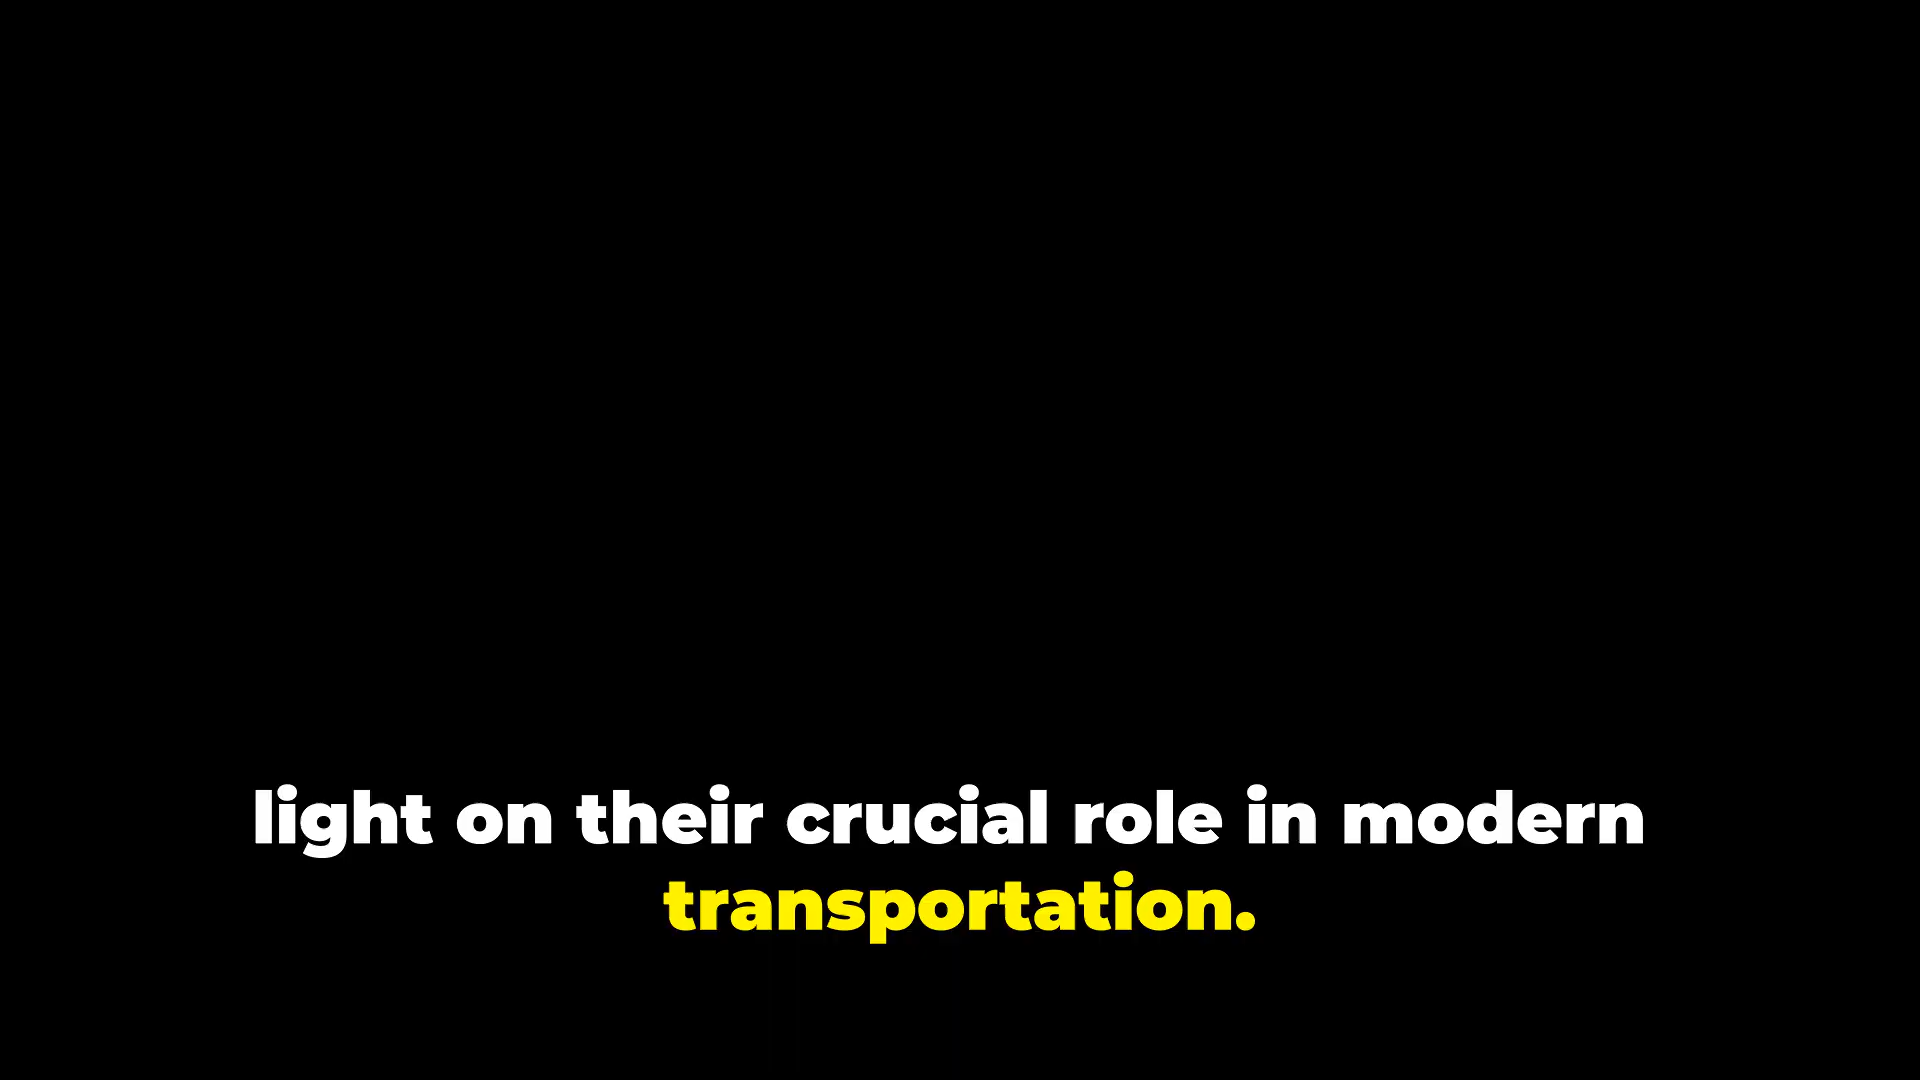 light on their crucial role in modern
transportation.